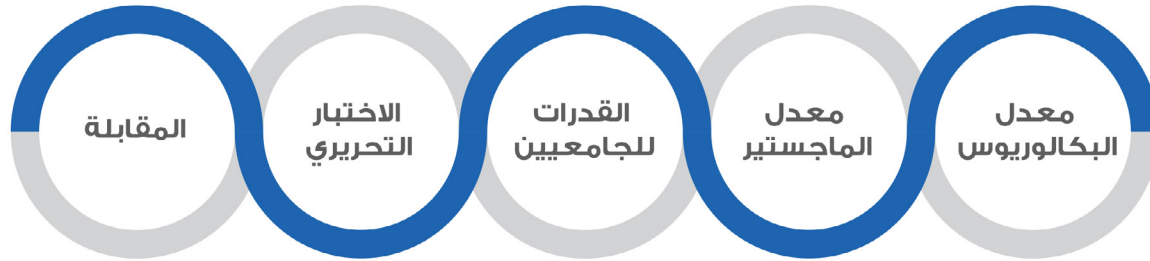 معدل
البكالوريوس
معدل
الماجستير
القدرات
للجامعيين
الاختبار
التحريري
المقابلة